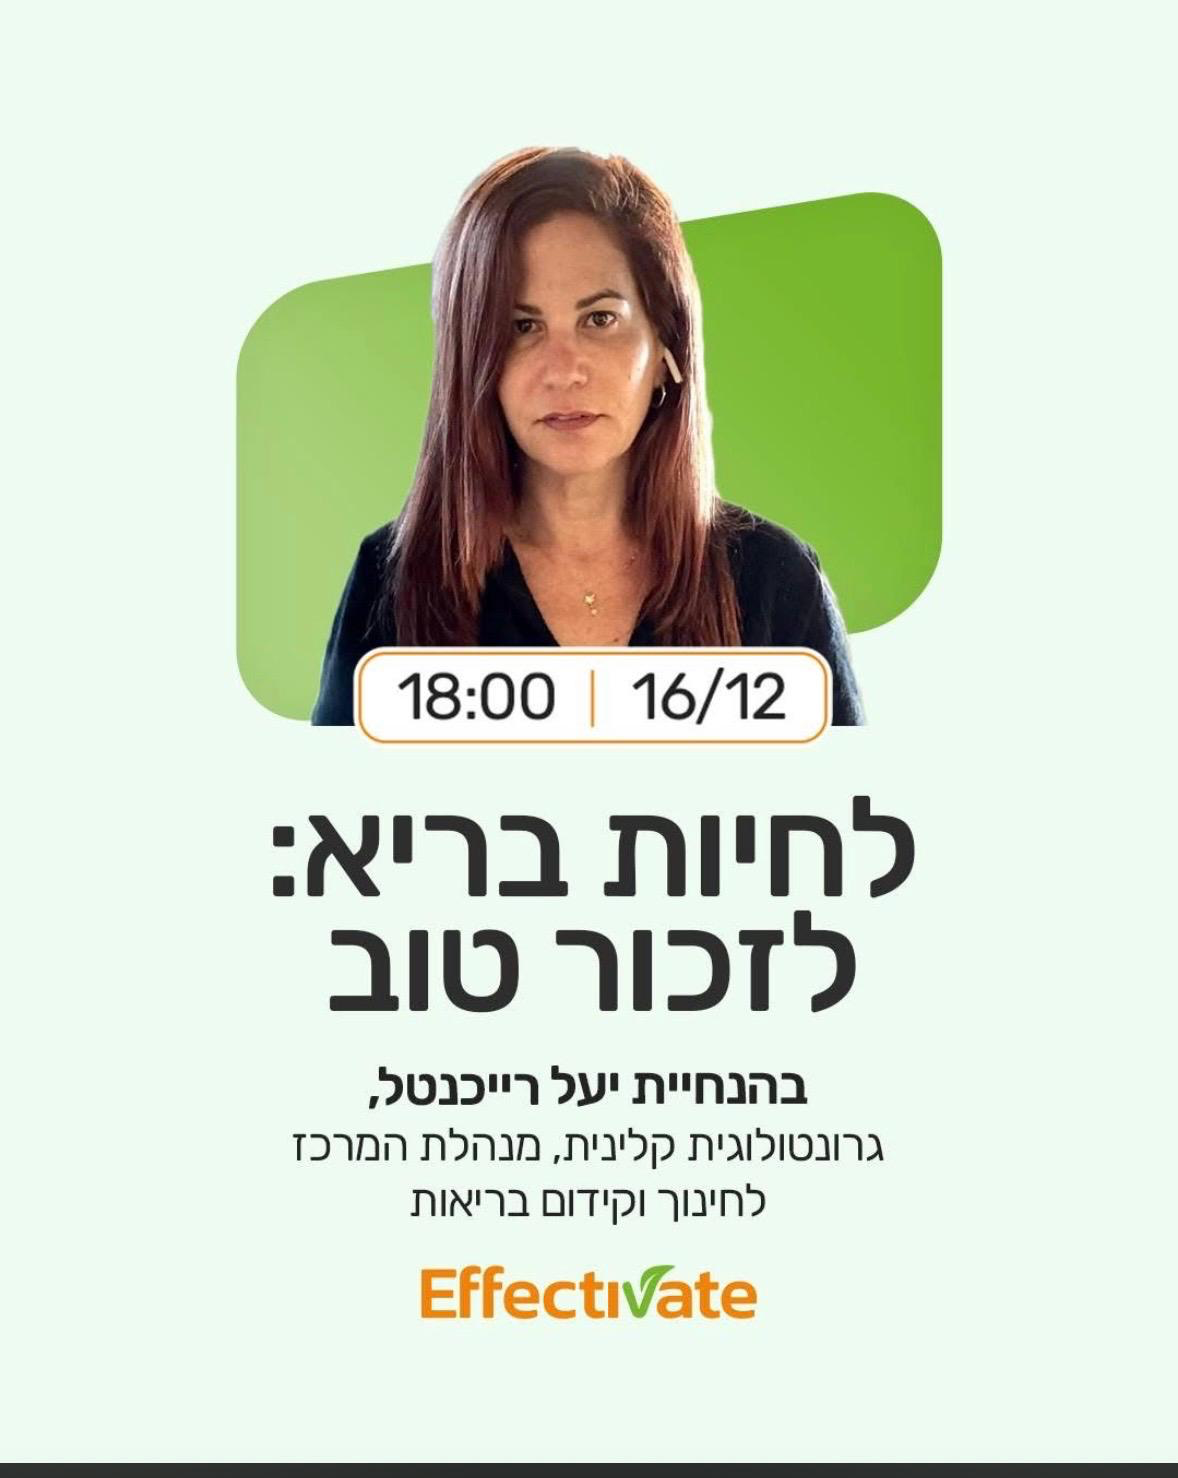 16/12 | 18:00
לחיות בריא:
לזכור טוב
בהנחיית יעל רייכנטל,
גרונטולוגית קלינית, מנהלת המרכז
לחינוך וקידום בריאות
Effectivate